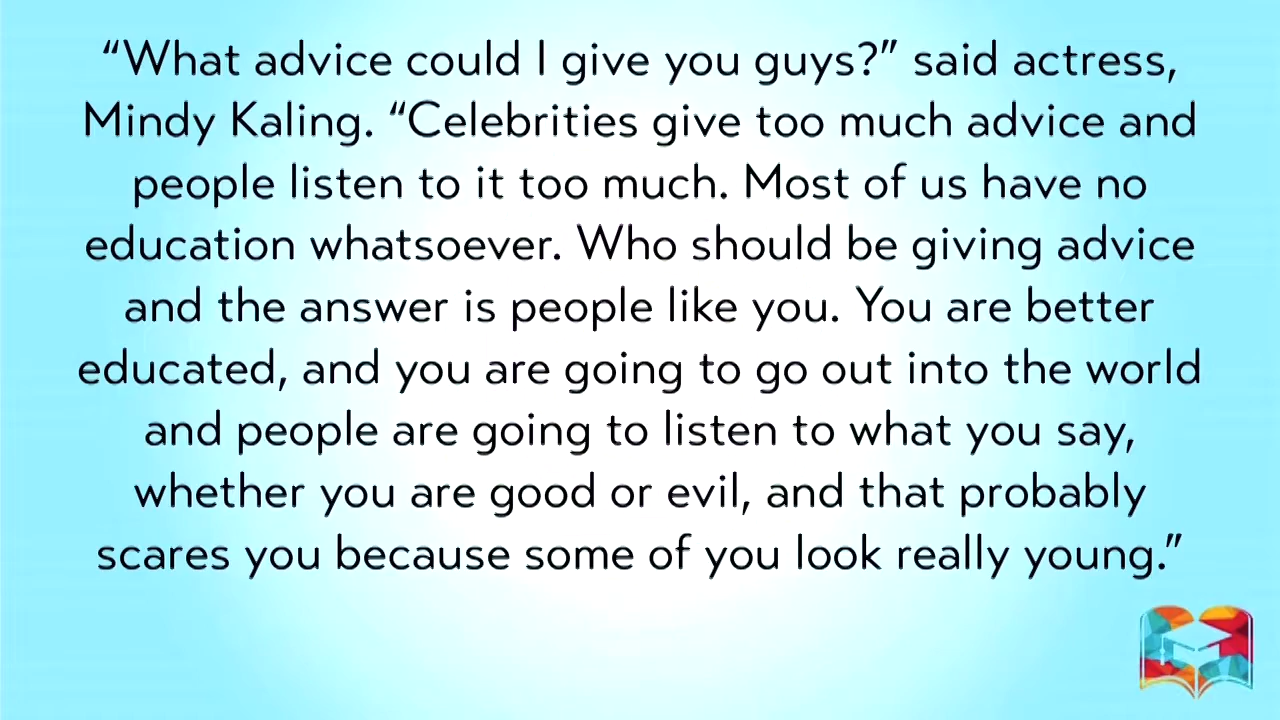 “What advice could I give you guys?” said actress,
Mindy Kaling. “Celebrities give too much advice and
people listen to it too much. Most of us have no
education whatsoever. Who should be giving advice
and the answer is people like you. You are better
educated, and you are going to go out into the world
and people are going to listen to what you say,
whether you are good or evil, and that probably
scares you because some of you look really young.”